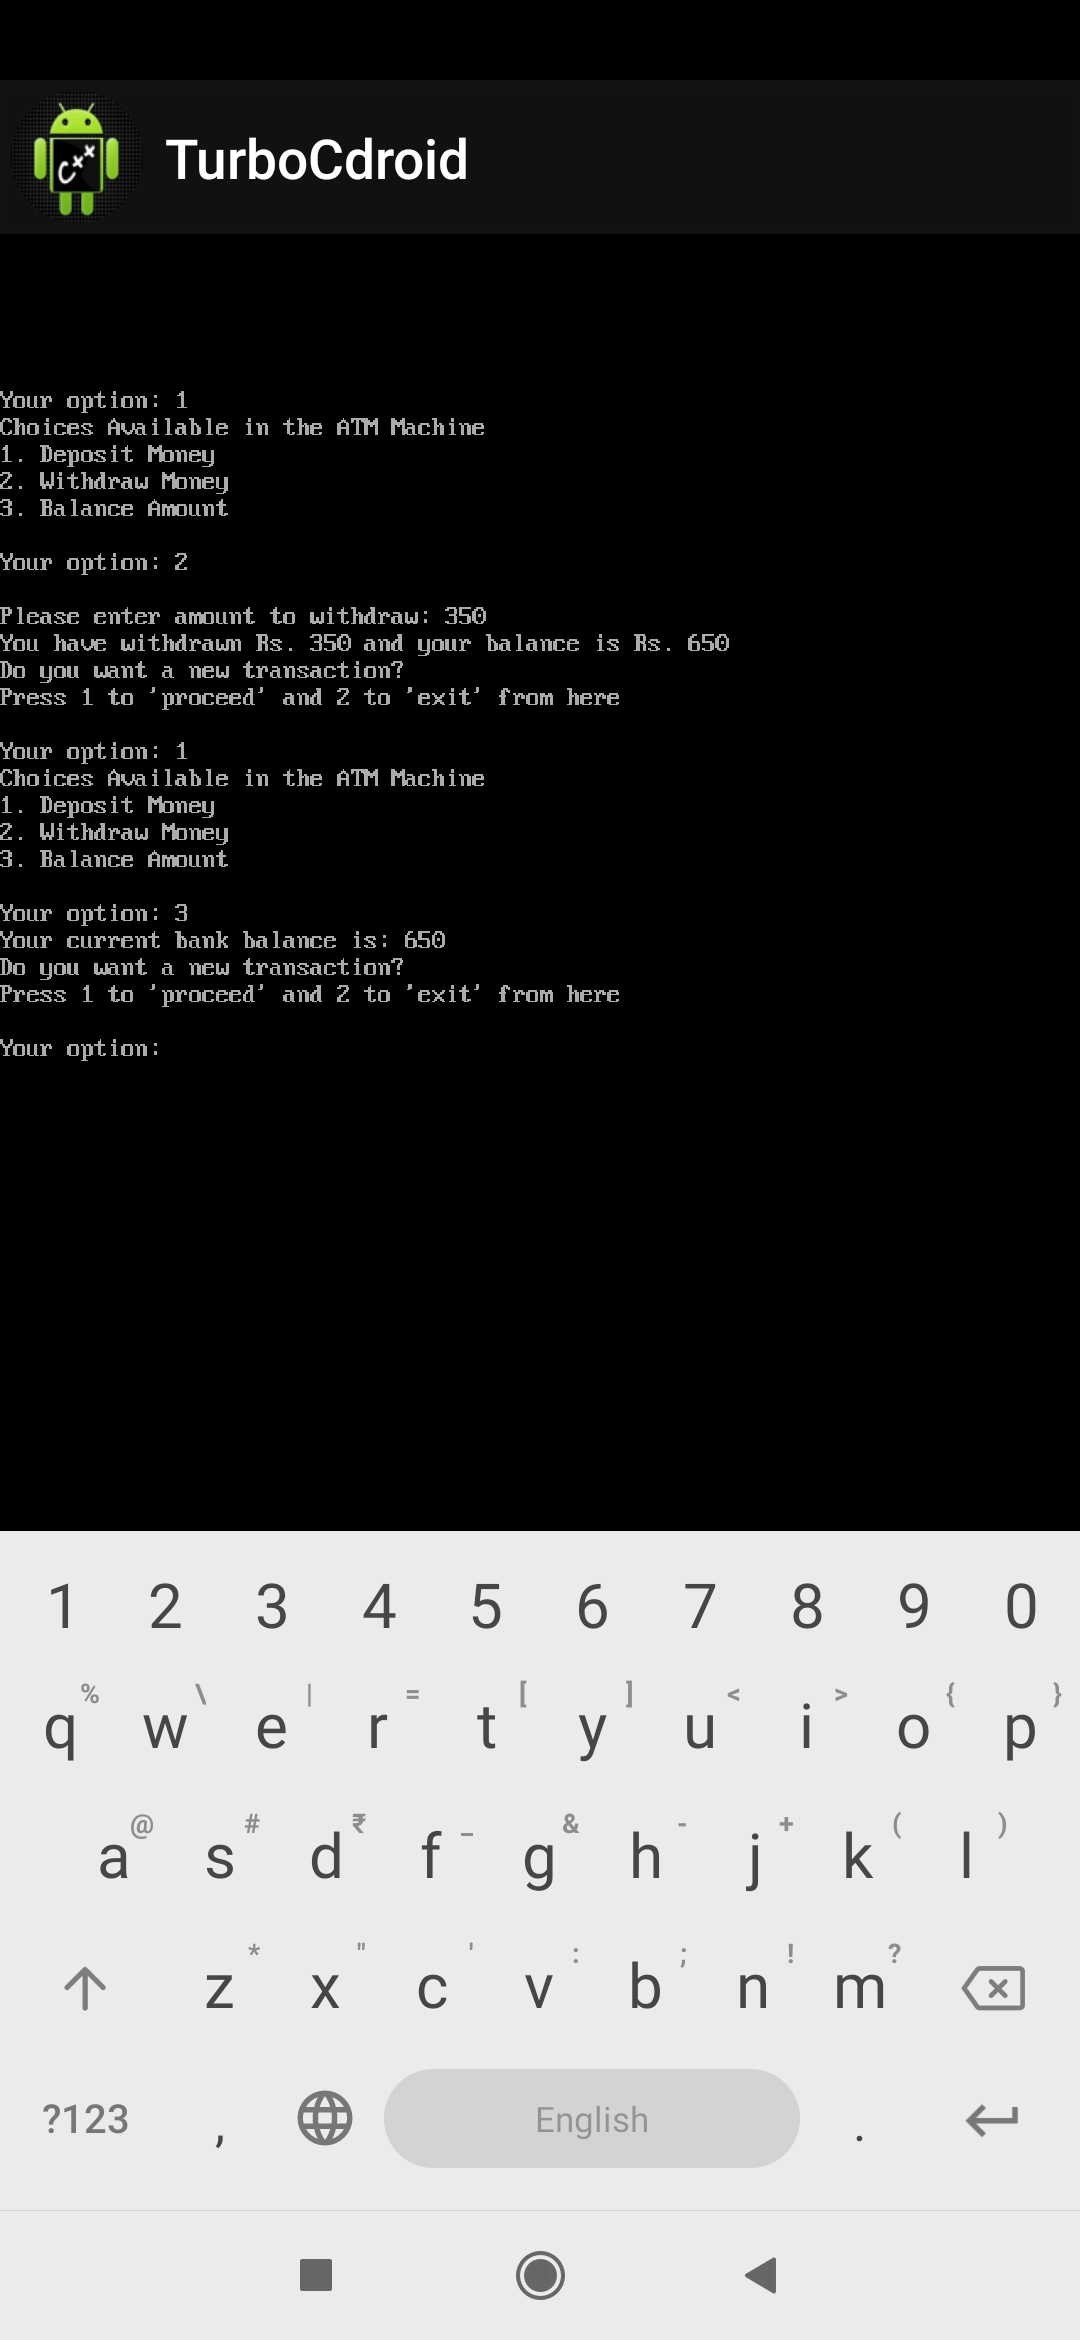 TurboCdroid
Your option: 1
Choices Available in the ATM Machine
1. Deposit Money
2. Withdraw Money
3. Balance Amount
Your option: 2
Please enter amount to withdraw: 350
You have withdrawn Rs. 350 and your balance is Rs. 650
Do you want a new transaction?
Press 1 to 'proceed' and 2 to 'exit' from here
Your option: 1
Choices Available in the ATM Machine
1. Deposit Money
2. Withdraw Money
3. Balance Amount
Your option: 3
Your current bank balance is: 650
Do you want a new transaction?
Press 1 to 'proceed' and 2 to 'exit' from here
Your option:
1 2 3 4 5 6 7 8 9 0
% \ | = [ ] < > { }
q w e r t y u i o p
@ # ₹ _ & - + ( )
a s d f g h j k l
* " ' : ; ! ?
z x c v b n m
?123 , English .